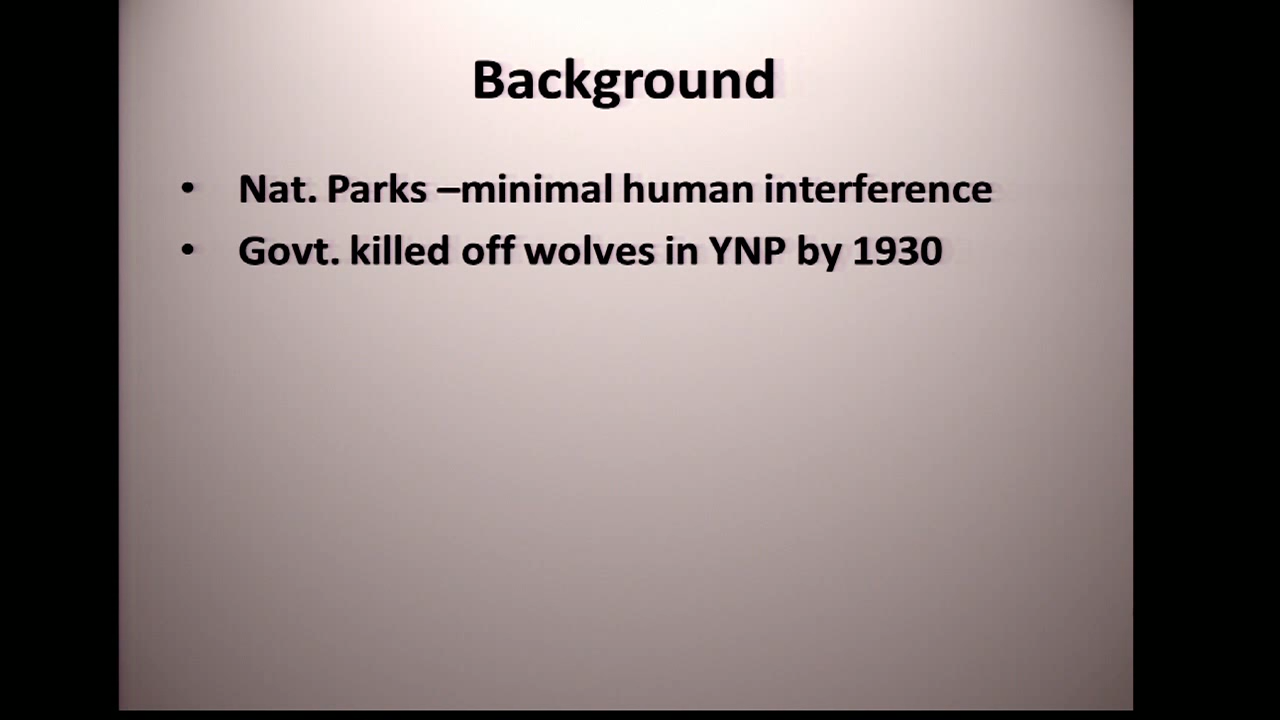 Background
• Nat. Parks –minimal human interference
• Govt. killed off wolves in YNP by 1930